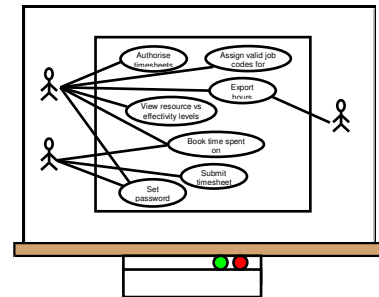 Authorise
timesheets
Assign valid job
codes for
Export
hours
View resource vs
effectivity levels
Book time spent
on
Submit
timesheet
Set
password